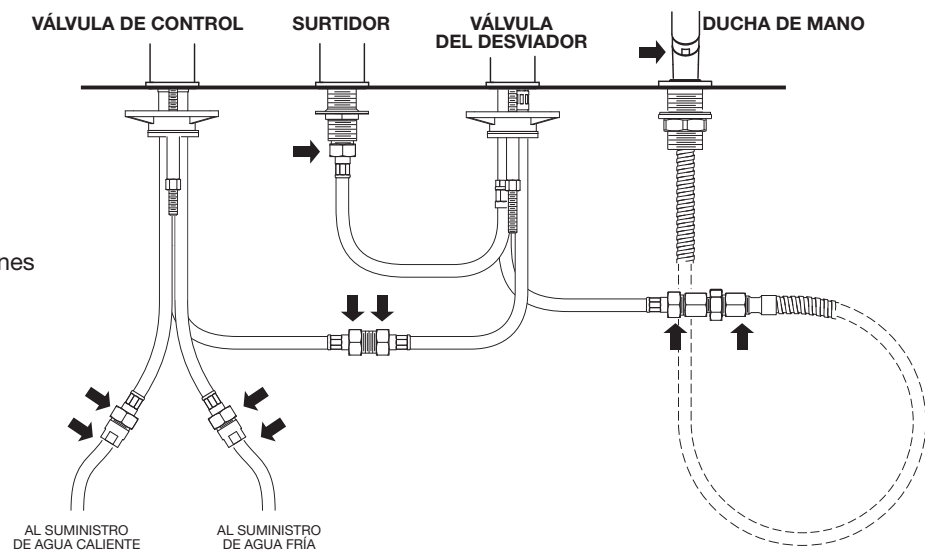 VÁLVULA DE CONTROL
SURTIDOR
VÁLVULA
DEL DESVIADOR
DUCHA DE MANO
nes
AL SUMINISTRO
DE AGUA CALIENTE
AL SUMINISTRO
DE AGUA FRÍA